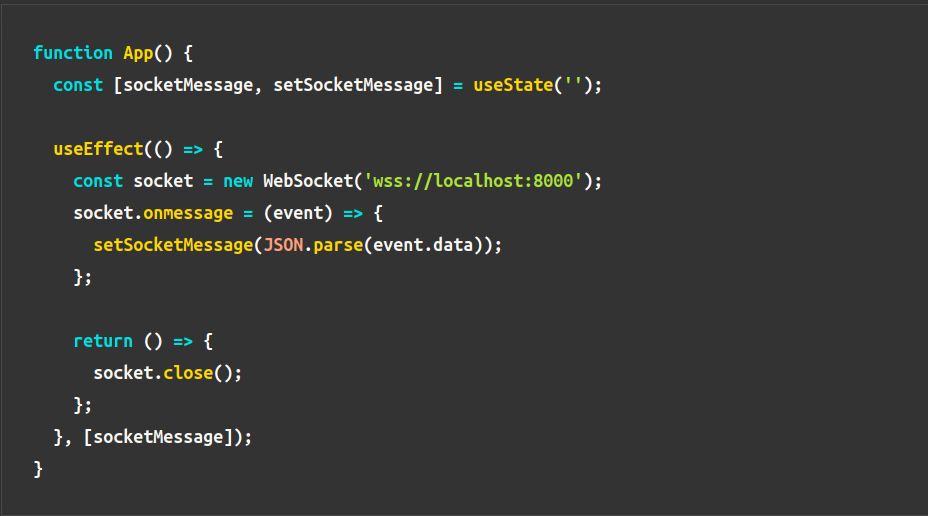 function App() {
  const [socketMessage, setSocketMessage] = useState('');
  useEffect(() => {
    const socket = new WebSocket('wss://localhost:8000');
    socket.onmessage = (event) => {
      setSocketMessage(JSON.parse(event.data));
    };
    return () => {
      socket.close();
    };
  }, [socketMessage]);
}